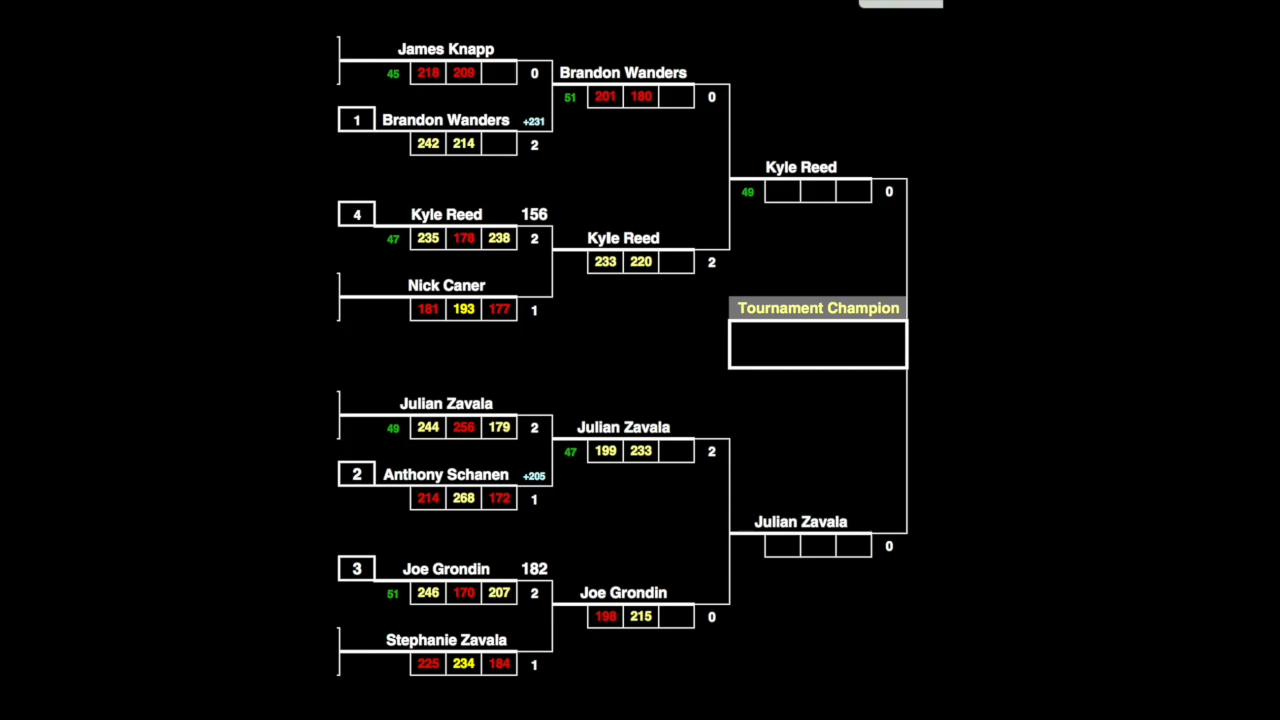 James Knapp
45 218 209 0
Brandon Wanders
51 201 180 0
1 Brandon Wanders +231
242 214 2
Kyle Reed
49 0
4 Kyle Reed 156
47 235 178 238 2
Kyle Reed
233 220 2
Nick Caner
181 193 177 1
Tournament Champion
Julian Zavala
49 244 256 179 2
Julian Zavala
47 199 233 2
2 Anthony Schanen +205
214 268 172 1
Julian Zavala
0
3 Joe Grondin 182
51 246 170 207 2
Joe Grondin
198 215 0
Stephanie Zavala
225 234 184 1